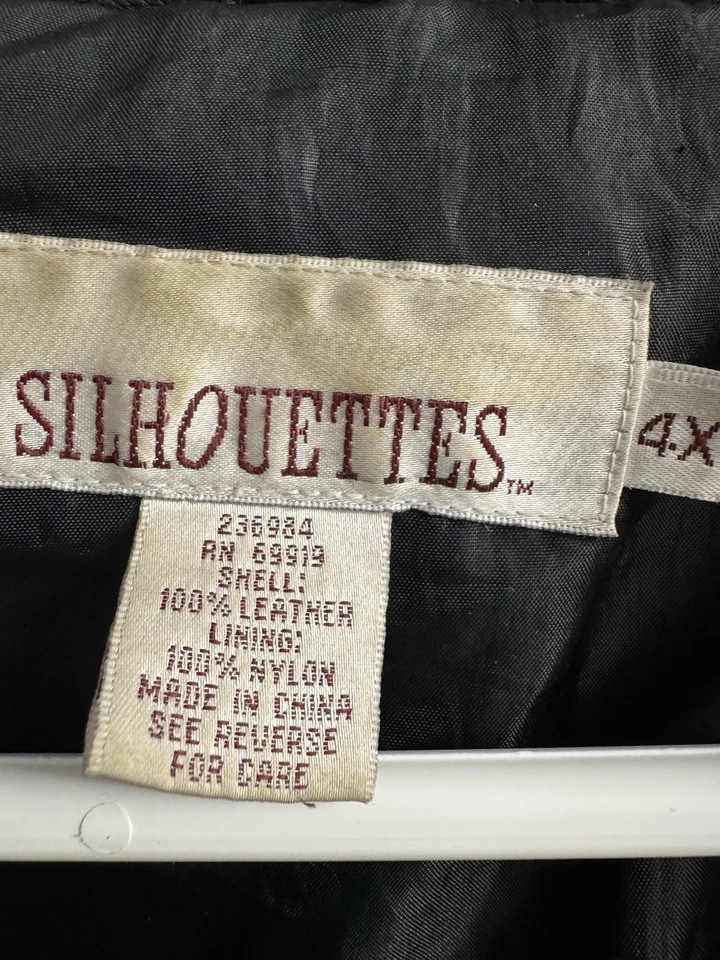 SILHOUETTES™
4X
236984
RN 69919
SHELL:
100% LEATHER
LINING:
100% NYLON
MADE IN CHINA
SEE REVERSE
FOR CARE